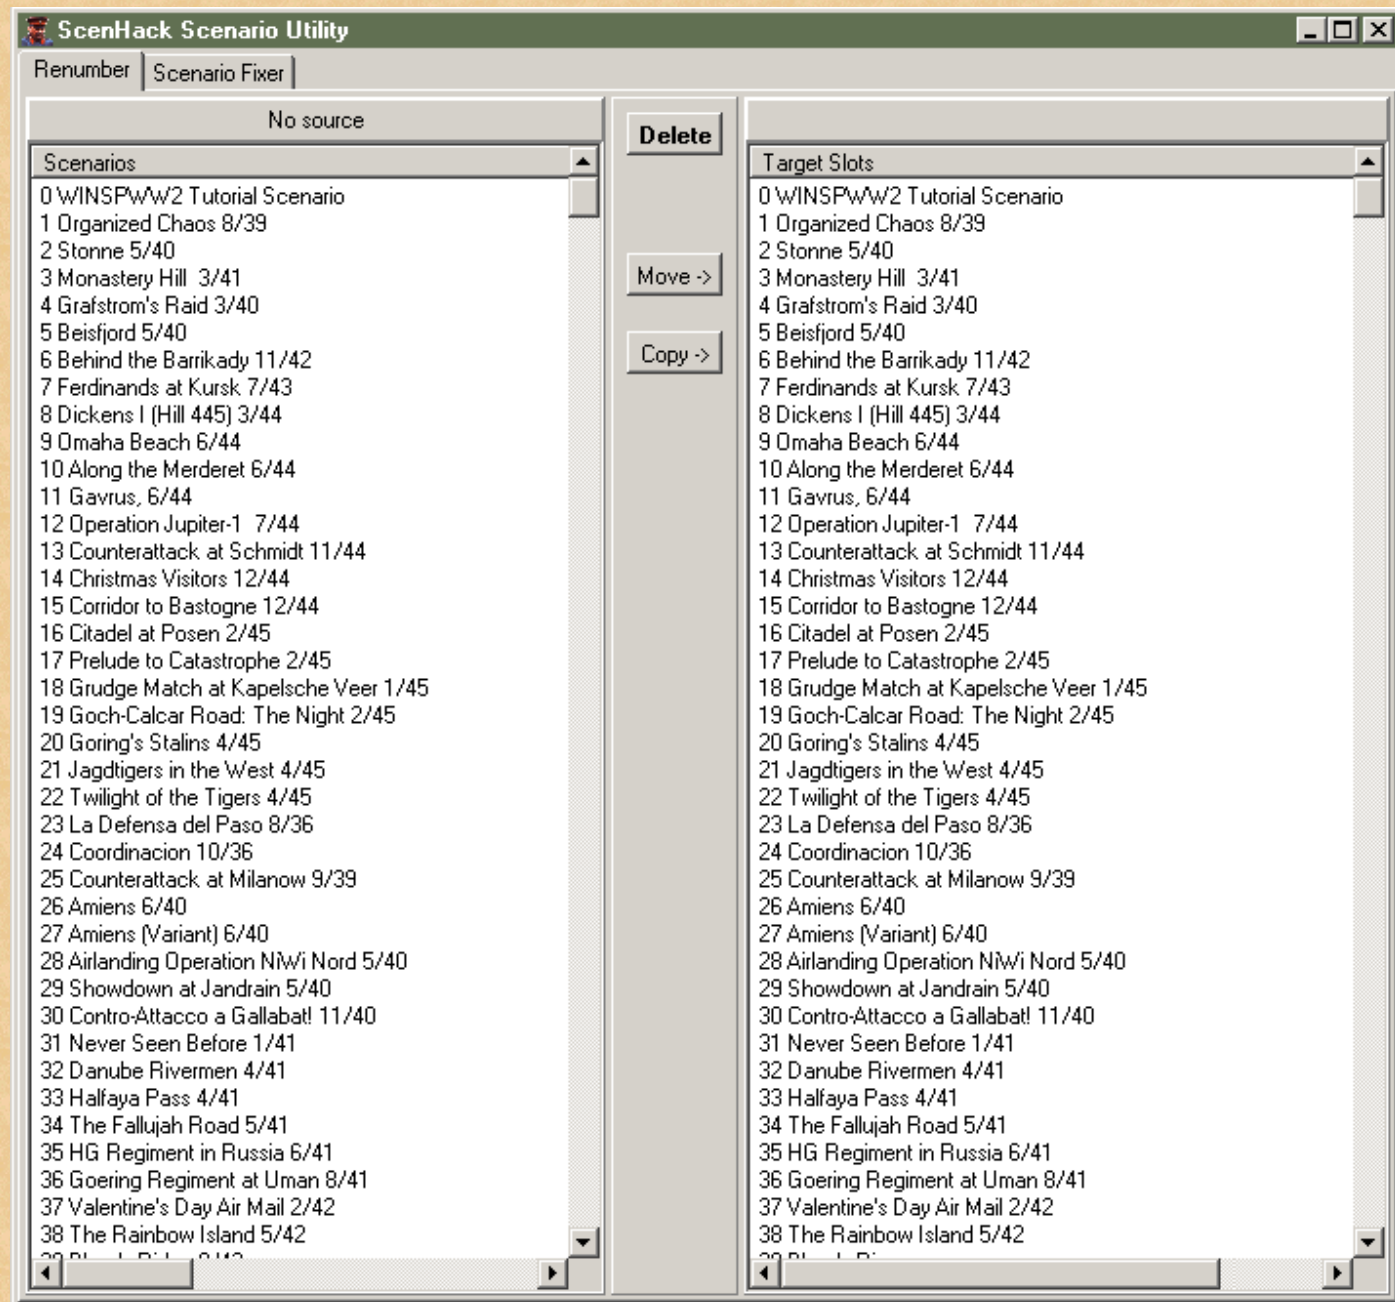 ScenHack Scenario Utility
Renumber
Scenario Fixer
No source
Scenarios
0 WINSPWW2 Tutorial Scenario
1 Organized Chaos 8/39
2 Stonne 5/40
3 Monastery Hill  3/41
4 Grafstrom's Raid 3/40
5 Beisfjord 5/40
6 Behind the Barrikady 11/42
7 Ferdinands at Kursk 7/43
8 Dickens I (Hill 445) 3/44
9 Omaha Beach 6/44
10 Along the Merderet 6/44
11 Gavrus, 6/44
12 Operation Jupiter-1  7/44
13 Counterattack at Schmidt 11/44
14 Christmas Visitors 12/44
15 Corridor to Bastogne 12/44
16 Citadel at Posen 2/45
17 Prelude to Catastrophe 2/45
18 Grudge Match at Kapelsche Veer 1/45
19 Goch-Calcar Road: The Night 2/45
20 Goring's Stalins 4/45
21 Jagdtigers in the West 4/45
22 Twilight of the Tigers 4/45
23 La Defensa del Paso 8/36
24 Coordinacion 10/36
25 Counterattack at Milanow 9/39
26 Amiens 6/40
27 Amiens (Variant) 6/40
28 Airlanding Operation NiWi Nord 5/40
29 Showdown at Jandrain 5/40
30 Contro-Attacco a Gallabat! 11/40
31 Never Seen Before 1/41
32 Danube Rivermen 4/41
33 Halfaya Pass 4/41
34 The Fallujah Road 5/41
35 HG Regiment in Russia 6/41
36 Goering Regiment at Uman 8/41
37 Valentine's Day Air Mail 2/42
38 The Rainbow Island 5/42
Delete
Move ->
Copy ->
Target Slots
0 WINSPWW2 Tutorial Scenario
1 Organized Chaos 8/39
2 Stonne 5/40
3 Monastery Hill  3/41
4 Grafstrom's Raid 3/40
5 Beisfjord 5/40
6 Behind the Barrikady 11/42
7 Ferdinands at Kursk 7/43
8 Dickens I (Hill 445) 3/44
9 Omaha Beach 6/44
10 Along the Merderet 6/44
11 Gavrus, 6/44
12 Operation Jupiter-1  7/44
13 Counterattack at Schmidt 11/44
14 Christmas Visitors 12/44
15 Corridor to Bastogne 12/44
16 Citadel at Posen 2/45
17 Prelude to Catastrophe 2/45
18 Grudge Match at Kapelsche Veer 1/45
19 Goch-Calcar Road: The Night 2/45
20 Goring's Stalins 4/45
21 Jagdtigers in the West 4/45
22 Twilight of the Tigers 4/45
23 La Defensa del Paso 8/36
24 Coordinacion 10/36
25 Counterattack at Milanow 9/39
26 Amiens 6/40
27 Amiens (Variant) 6/40
28 Airlanding Operation NiWi Nord 5/40
29 Showdown at Jandrain 5/40
30 Contro-Attacco a Gallabat! 11/40
31 Never Seen Before 1/41
32 Danube Rivermen 4/41
33 Halfaya Pass 4/41
34 The Fallujah Road 5/41
35 HG Regiment in Russia 6/41
36 Goering Regiment at Uman 8/41
37 Valentine's Day Air Mail 2/42
38 The Rainbow Island 5/42